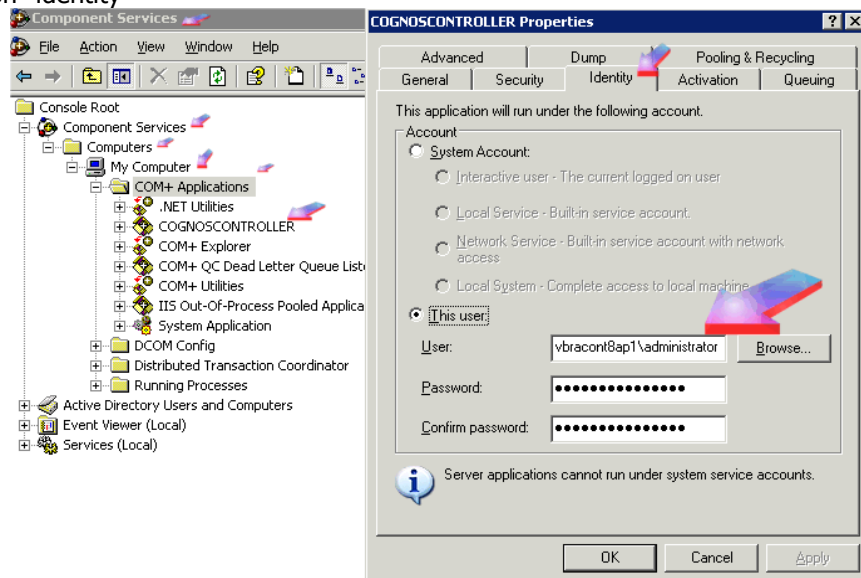 on "Identity"
Component Services
File Action View Window Help
Console Root
Component Services
Computers
My Computer
COM+ Applications
.NET Utilities
COGNOSCONTROLLER
COM+ Explorer
COM+ QC Dead Letter Queue Liste
COM+ Utilities
IIS Out-Of-Process Pooled Applica
System Application
DCOM Config
Distributed Transaction Coordinator
Running Processes
Active Directory Users and Computers
Event Viewer (Local)
Services (Local)
COGNOSCONTROLLER Properties
Advanced Dump Pooling & Recycling
General Security Identity Activation Queuing
This application will run under the following account.
Account
System Account:
Interactive user - The current logged on user
Local Service - Built-in service account.
Network Service - Built-in service account with network
access
Local System - Complete access to local machine
This user:
User: vbracont8ap1\administrator Browse...
Password: ●●●●●●●●●●●●●●●
Confirm password: ●●●●●●●●●●●●●●●
Server applications cannot run under system service accounts.
OK Cancel Apply